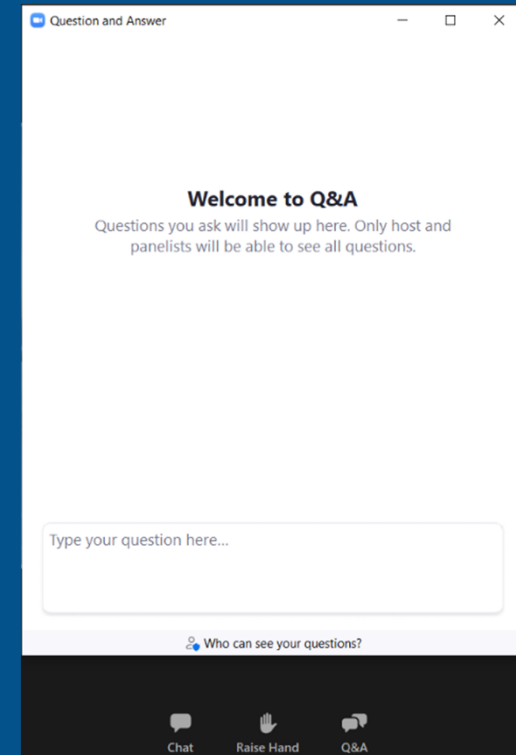 Question and Answer
Welcome to Q&A
Questions you ask will show up here. Only host and
panelists will be able to see all questions.
Type your question here...
Who can see your questions?
Chat
Raise Hand
Q&A